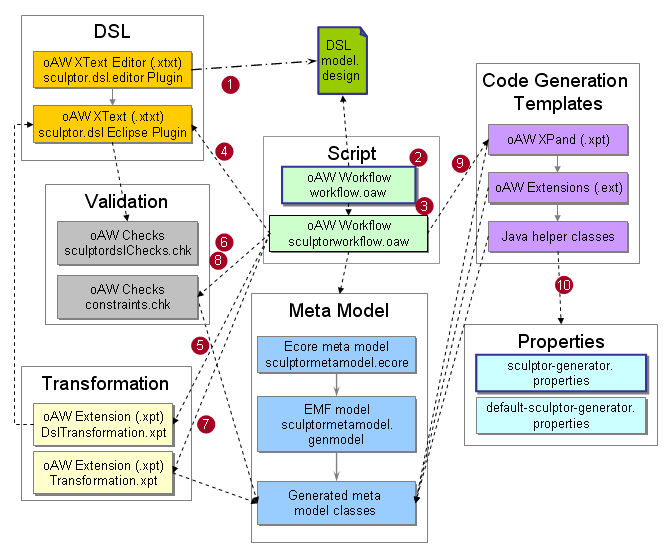 DSL
oAW XText Editor (.xtxt)
sculptor.dsl.editor Plugin
oAW XText (.xtxt)
sculptor.dsl Eclipse Plugin
1
DSL
model.
design
Code Generation
Templates
oAW XPand (.xpt)
oAW Extensions (.ext)
Java helper classes
9
4
Script
2
oAW Workflow
workflow.oaw
3
oAW Workflow
sculptorworkflow.oaw
Validation
oAW Checks
sculptordslChecks.chk
oAW Checks
constraints.chk
6
8
10
Meta Model
Ecore meta model
sculptormetamodel.ecore
EMF model
sculptormetamodel.
genmodel
Generated meta
model classes
Properties
sculptor-generator.
properties
default-sculptor-generator.
properties
5
7
Transformation
oAW Extension (.xpt)
DslTransformation.xpt
oAW Extension (.xpt)
Transformation.xpt